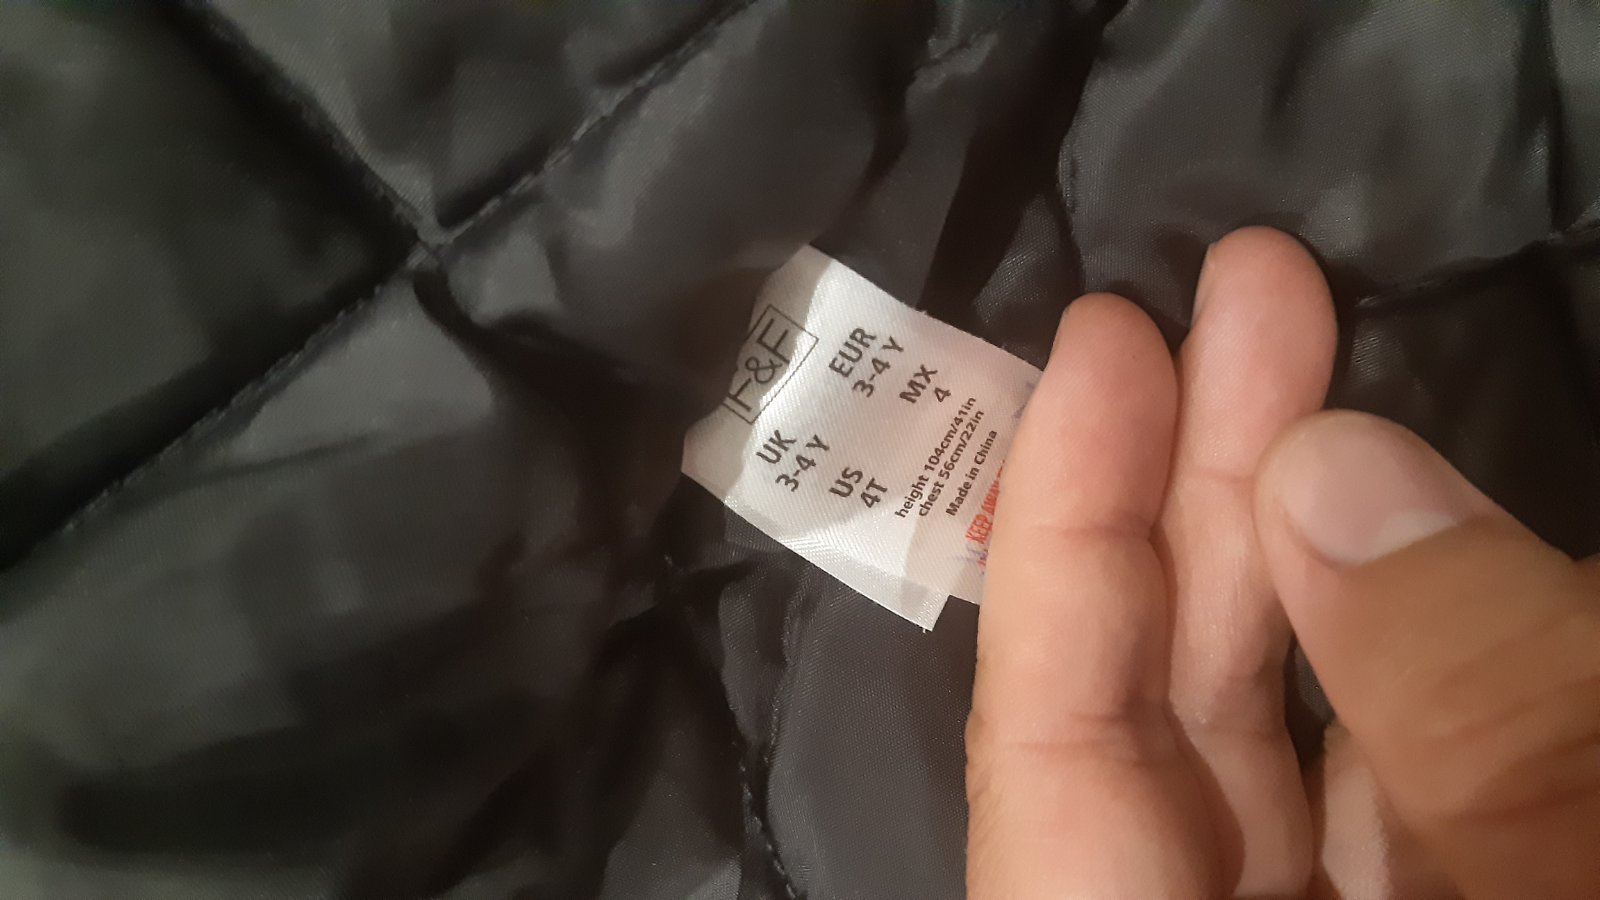 F&F
UK
3-4 Y
EUR
3-4 Y
US
4T
MX
4
height 104cm/41in
chest 56cm/22in
Made in China
KEEP